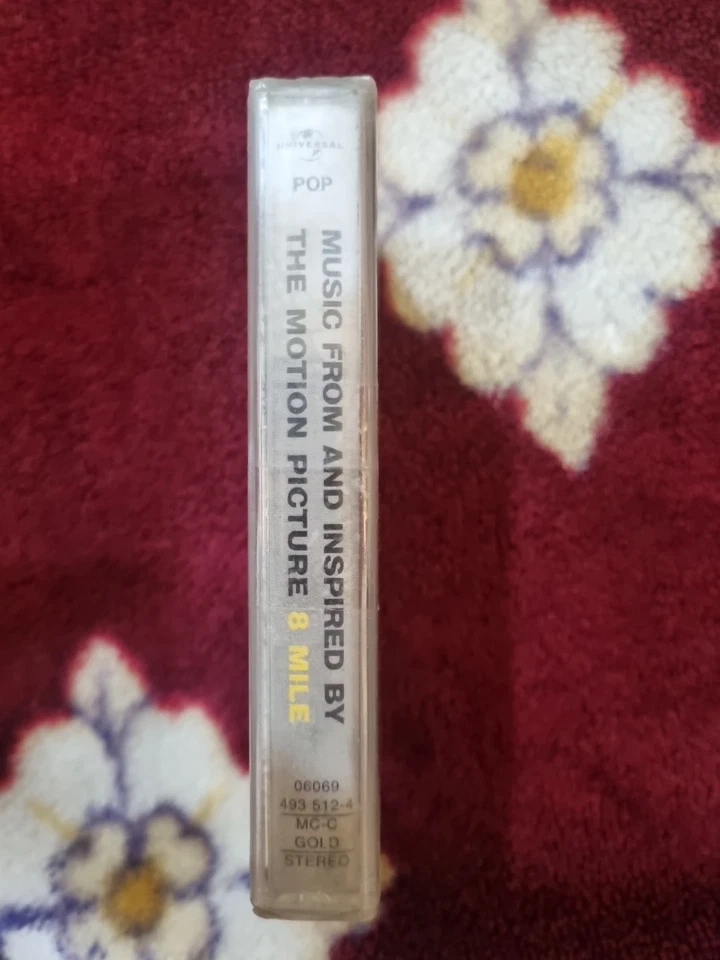 UNIVERSAL
POP
MUSIC FROM AND INSPIRED BY
THE MOTION PICTURE 8 MILE
06069
493 512-4
MC-C
GOLD
STEREO